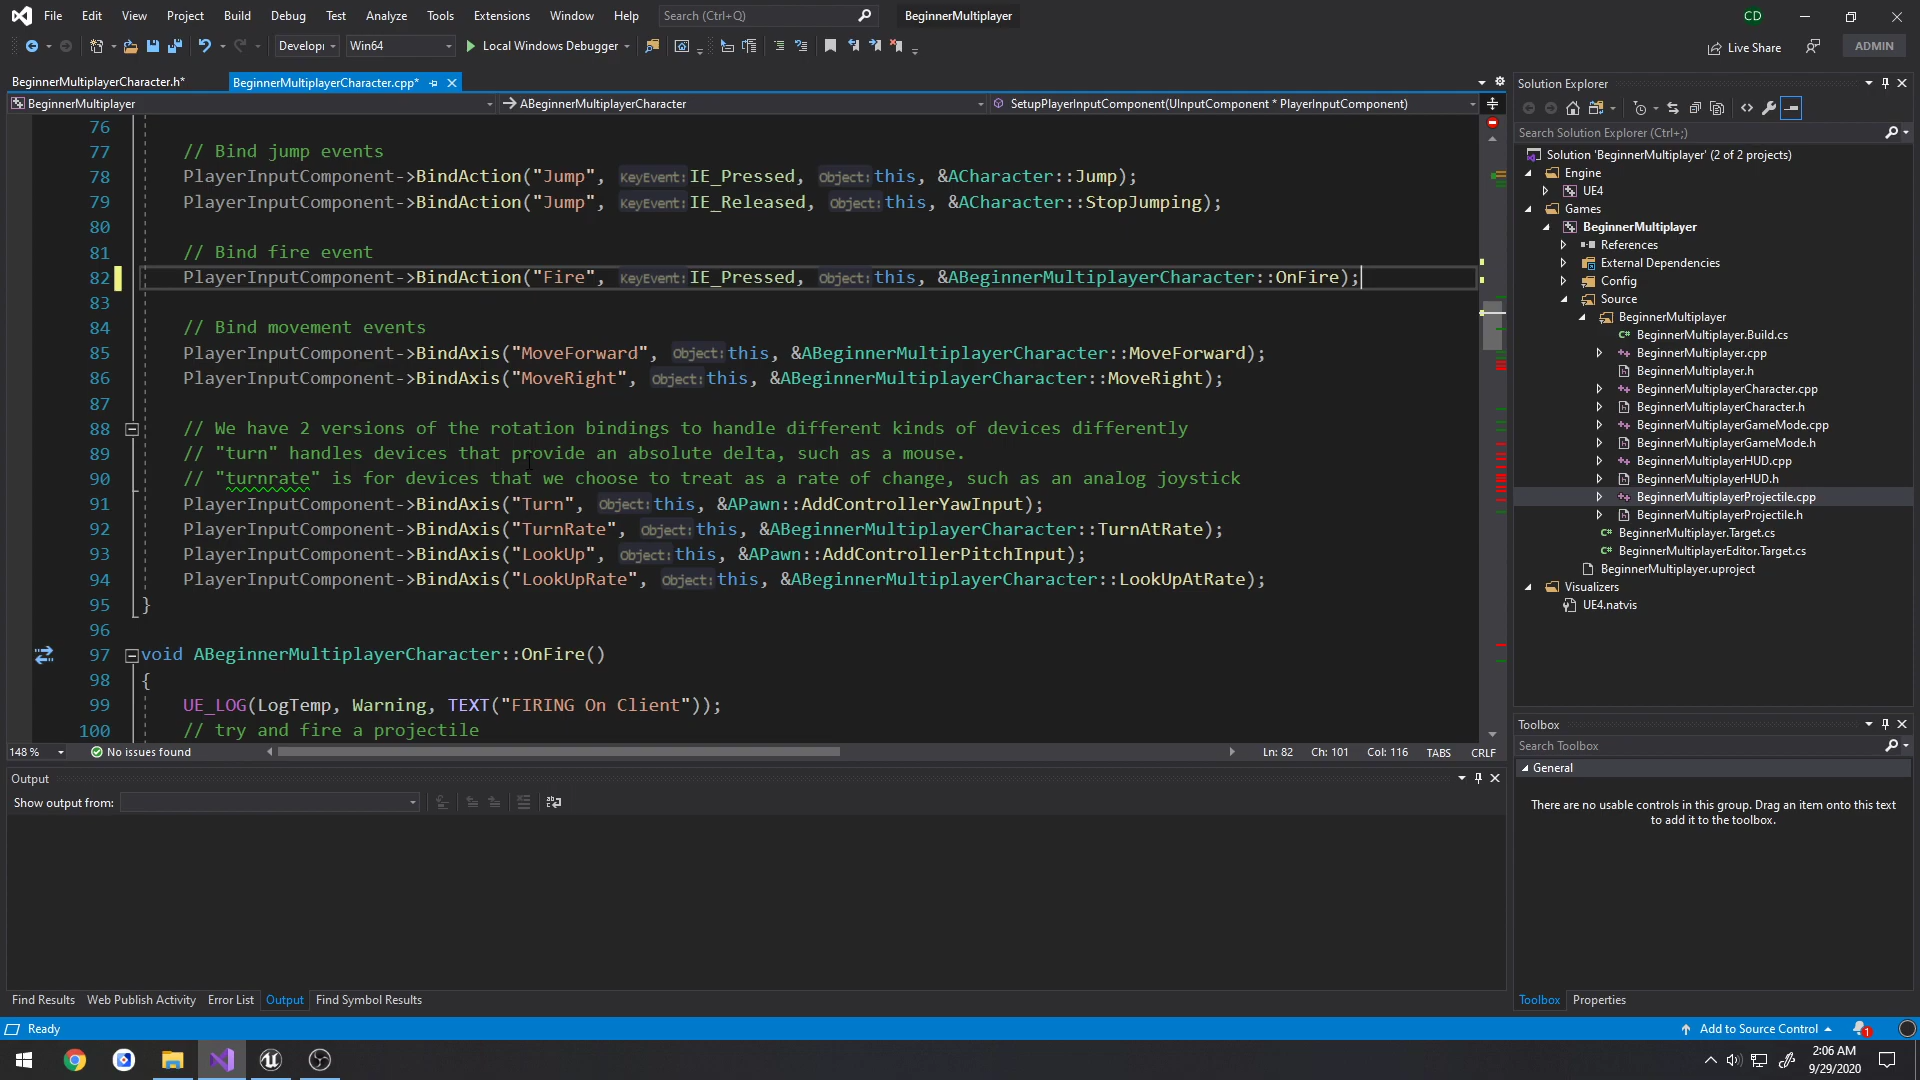 File Edit View Project Build Debug Test Analyze Tools Extensions Window Help Search (Ctrl+Q) BeginnerMultiplayer CD
Develop Win64 Local Windows Debugger Live Share ADMIN
BeginnerMultiplayerCharacter.h* BeginnerMultiplayerCharacter.cpp*
BeginnerMultiplayer ABeginnerMultiplayerCharacter SetupPlayerInputComponent(UInputComponent * PlayerInputComponent)
76
77 // Bind jump events
78 PlayerInputComponent->BindAction("Jump", KeyEvent: IE_Pressed, Object: this, &ACharacter::Jump);
79 PlayerInputComponent->BindAction("Jump", KeyEvent: IE_Released, Object: this, &ACharacter::StopJumping);
80
81 // Bind fire event
82 PlayerInputComponent->BindAction("Fire", KeyEvent: IE_Pressed, Object: this, &ABeginnerMultiplayerCharacter::OnFire);
83
84 // Bind movement events
85 PlayerInputComponent->BindAxis("MoveForward", Object: this, &ABeginnerMultiplayerCharacter::MoveForward);
86 PlayerInputComponent->BindAxis("MoveRight", Object: this, &ABeginnerMultiplayerCharacter::MoveRight);
87
88 // We have 2 versions of the rotation bindings to handle different kinds of devices differently
89 // "turn" handles devices that provide an absolute delta, such as a mouse.
90 // "turnrate" is for devices that we choose to treat as a rate of change, such as an analog joystick
91 PlayerInputComponent->BindAxis("Turn", Object: this, &APawn::AddControllerYawInput);
92 PlayerInputComponent->BindAxis("TurnRate", Object: this, &ABeginnerMultiplayerCharacter::TurnAtRate);
93 PlayerInputComponent->BindAxis("LookUp", Object: this, &APawn::AddControllerPitchInput);
94 PlayerInputComponent->BindAxis("LookUpRate", Object: this, &ABeginnerMultiplayerCharacter::LookUpAtRate);
95 }
96
97 void ABeginnerMultiplayerCharacter::OnFire()
98 {
99 UE_LOG(LogTemp, Warning, TEXT("FIRING On Client"));
100 // try and fire a projectile
148 % No issues found Ln: 82 Ch: 101 Col: 116 TABS CRLF
Output
Show output from:
Find Results Web Publish Activity Error List Output Find Symbol Results
Solution Explorer
Search Solution Explorer (Ctrl+;)
Solution 'BeginnerMultiplayer' (2 of 2 projects)
Engine
UE4
Games
BeginnerMultiplayer
References
External Dependencies
Config
Source
BeginnerMultiplayer
BeginnerMultiplayer.Build.cs
BeginnerMultiplayer.cpp
BeginnerMultiplayer.h
BeginnerMultiplayerCharacter.cpp
BeginnerMultiplayerCharacter.h
BeginnerMultiplayerGameMode.cpp
BeginnerMultiplayerGameMode.h
BeginnerMultiplayerHUD.cpp
BeginnerMultiplayerHUD.h
BeginnerMultiplayerProjectile.cpp
BeginnerMultiplayerProjectile.h
BeginnerMultiplayer.Target.cs
BeginnerMultiplayerEditor.Target.cs
BeginnerMultiplayer.uproject
Visualizers
UE4.natvis
Toolbox
Search Toolbox
General
There are no usable controls in this group. Drag an item onto this text
to add it to the toolbox.
Toolbox Properties
Ready Add to Source Control 1
2:06 AM
9/29/2020